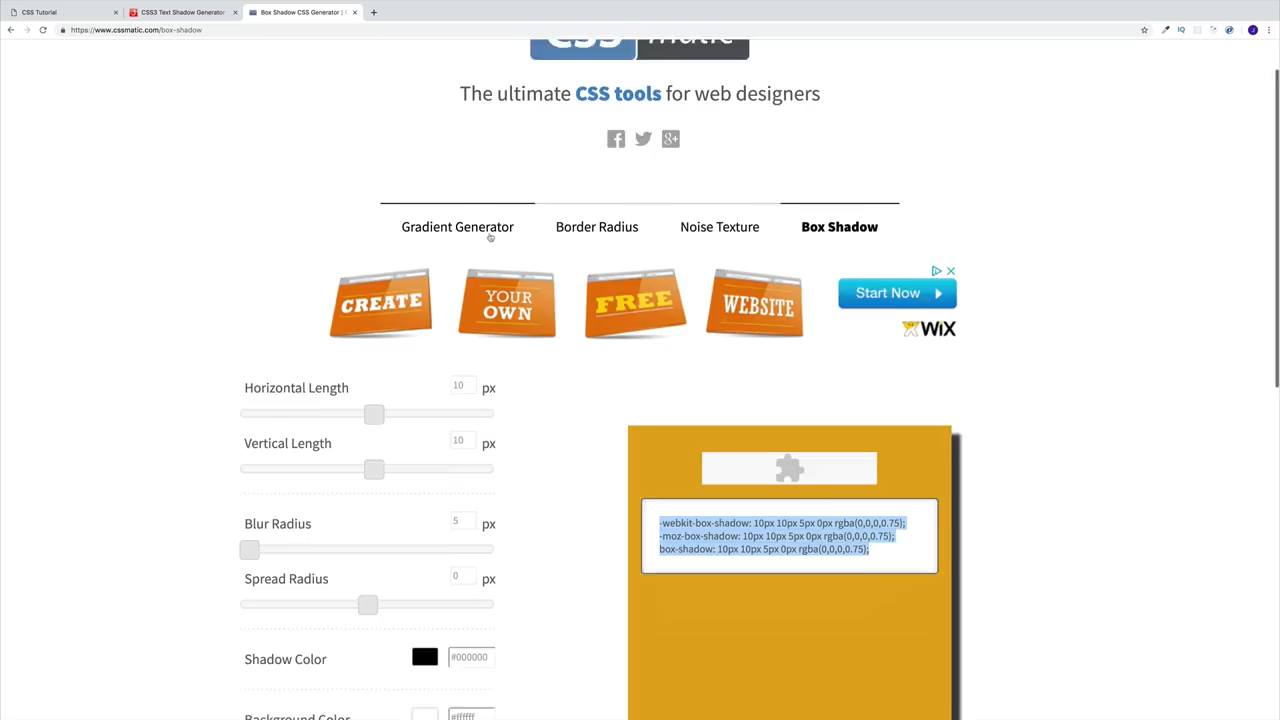 CSS Tutorial
CSS3 Text Shadow Generator
Box Shadow CSS Generator | C
https://www.cssmatic.com/box-shadow
IQ
J
CSS matic
The ultimate CSS tools for web designers
Gradient Generator
Border Radius
Noise Texture
Box Shadow
CREATE
YOUR
OWN
FREE
WEBSITE
Start Now
WiX
Horizontal Length
10 px
Vertical Length
10 px
Blur Radius
5 px
Spread Radius
0 px
Shadow Color
#000000
Background Color
#ffffff
-webkit-box-shadow: 10px 10px 5px 0px rgba(0,0,0,0.75);
-moz-box-shadow: 10px 10px 5px 0px rgba(0,0,0,0.75);
box-shadow: 10px 10px 5px 0px rgba(0,0,0,0.75);